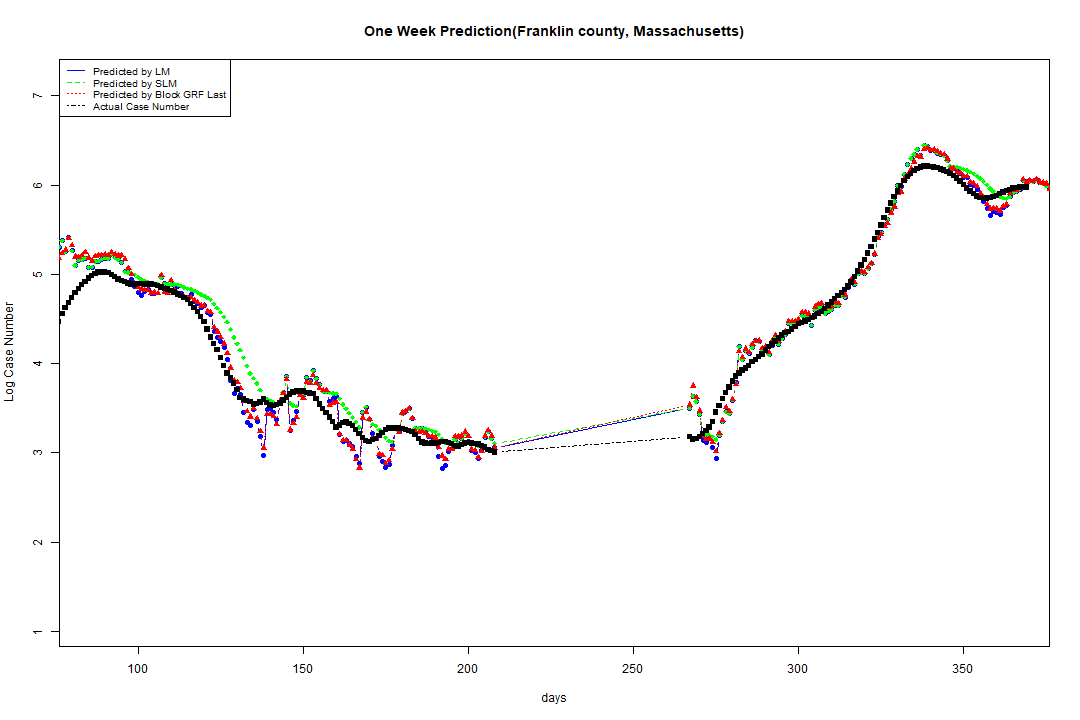 One Week Prediction(Franklin county, Massachusetts)
Predicted by LM
Predicted by SLM
Predicted by Block GRF Last
Actual Case Number
7
6
5
4
3
2
1
Log Case Number
100 150 200 250 300 350
days